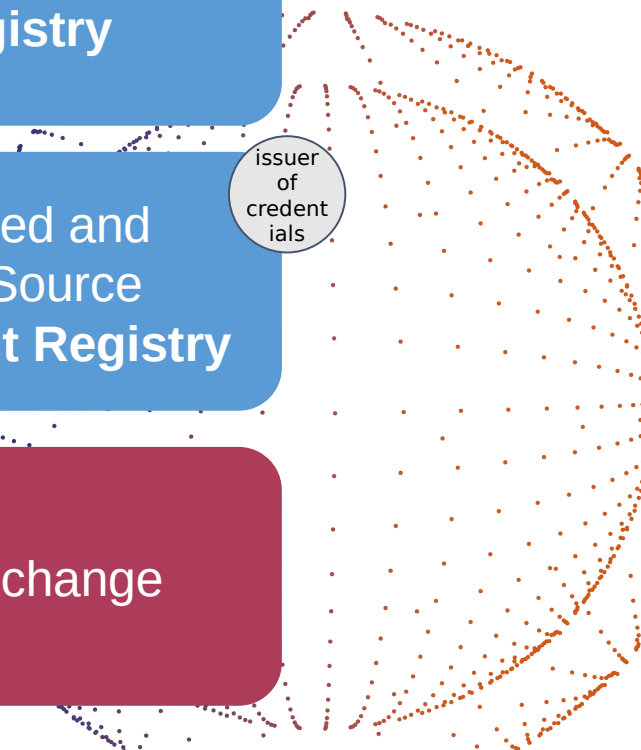 gistry
issuer
of
credent
ials
ed and
Source
t Registry
change